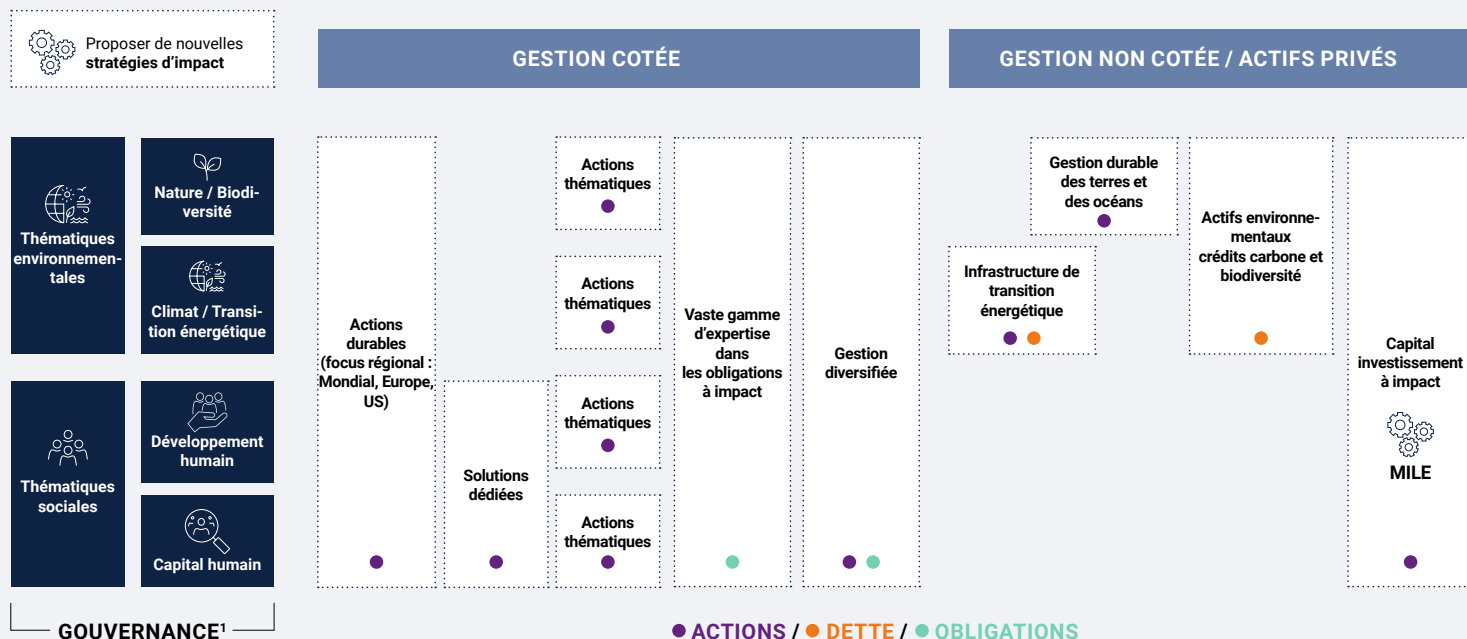 Proposer de nouvelles
stratégies d'impact
GESTION COTÉE
GESTION NON COTÉE / ACTIFS PRIVÉS
Thématiques
environnemen-
tales
Nature / Biodi-
versité
Climat / Transi-
tion énergétique
Thématiques
sociales
Développement
humain
Capital humain
GOUVERNANCE¹
Actions
durables
(focus régional :
Mondial, Europe,
US)
Solutions
dédiées
Actions
thématiques
Actions
thématiques
Actions
thématiques
Actions
thématiques
Vaste gamme
d'expertise
dans
les obligations
à impact
Gestion
diversifiée
Infrastructure de
transition
énergétique
Gestion durable
des terres et
des océans
Actifs environne-
mentaux
crédits carbone et
biodiversité
Capital
investissement
à impact
MILE
ACTIONS / DETTE / OBLIGATIONS